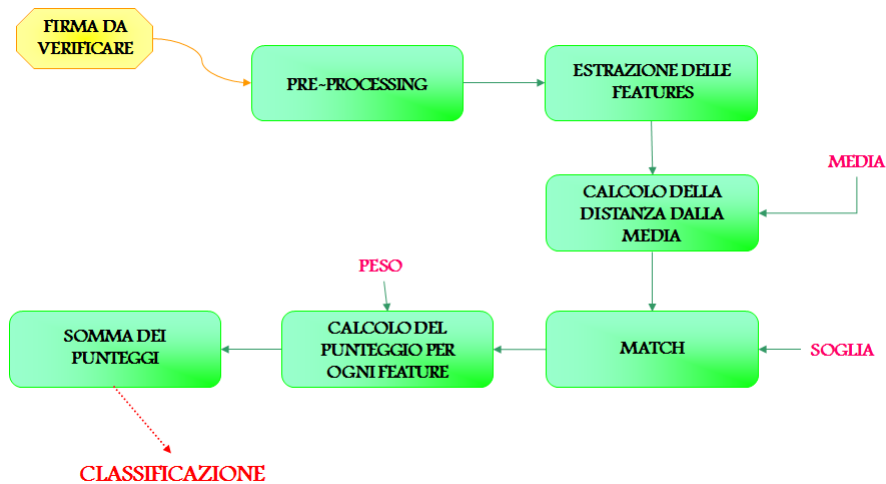 FIRMA DA
VERIFICARE
PRE-PROCESSING
ESTRAZIONE DELLE
FEATURES
MEDIA
CALCOLO DELLA
DISTANZA DALLA
MEDIA
PESO
SOMMA DEI
PUNTEGGI
CALCOLO DEL
PUNTEGGIO PER
OGNI FEATURE
MATCH
SOGLIA
CLASSIFICAZIONE